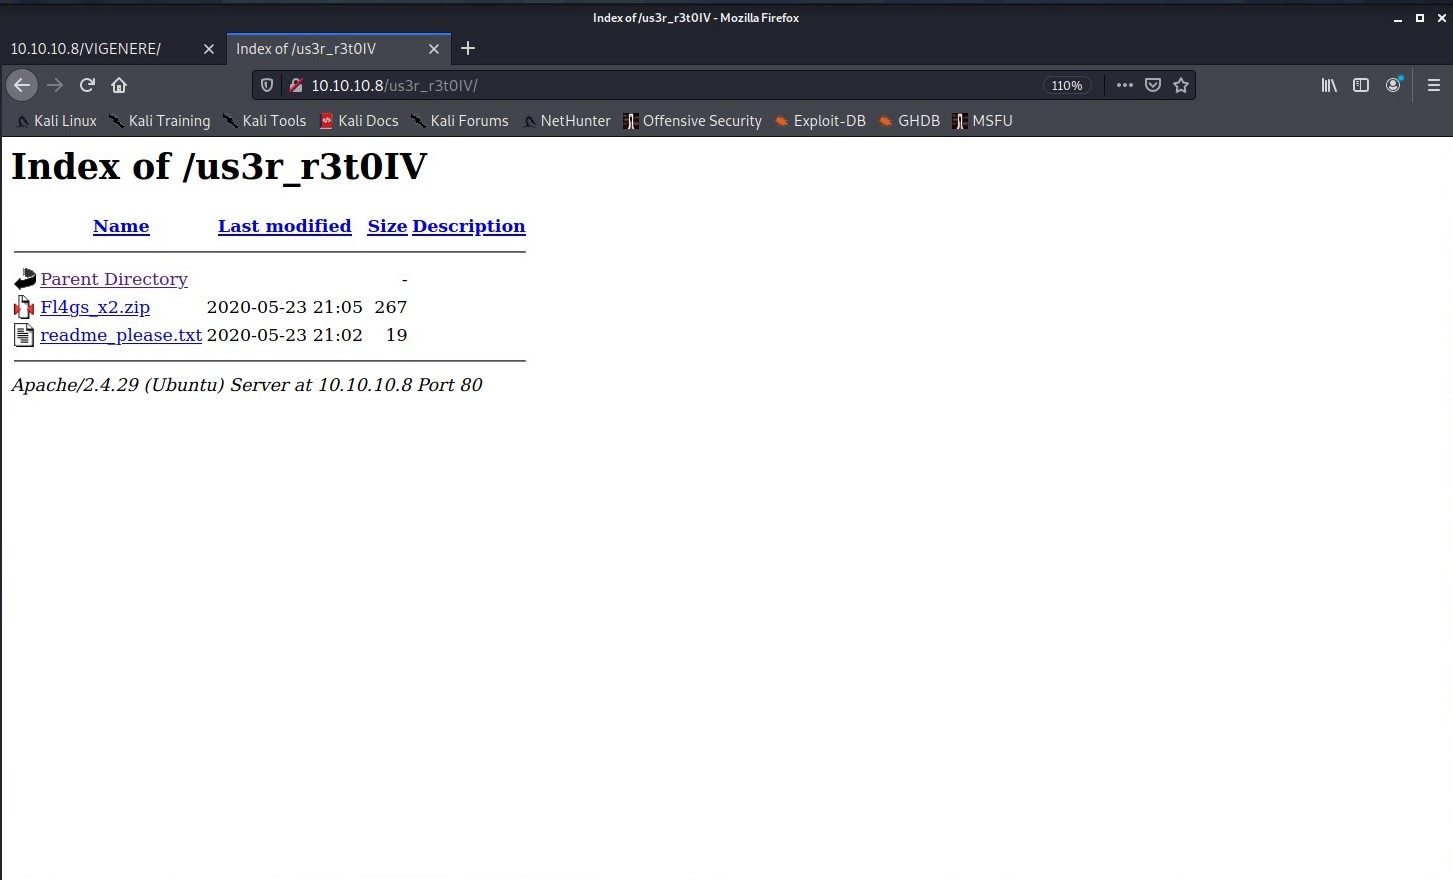 Index of /us3r_r3t0IV - Mozilla Firefox
10.10.10.8/VIGENERE/ Index of /us3r_r3t0IV
10.10.10.8/us3r_r3t0IV/ 110%
Kali Linux Kali Training Kali Tools Kali Docs Kali Forums NetHunter Offensive Security Exploit-DB GHDB MSFU
Index of /us3r_r3t0IV
Name Last modified Size Description
Parent Directory -
Fl4gs_x2.zip 2020-05-23 21:05 267
readme_please.txt 2020-05-23 21:02 19
Apache/2.4.29 (Ubuntu) Server at 10.10.10.8 Port 80